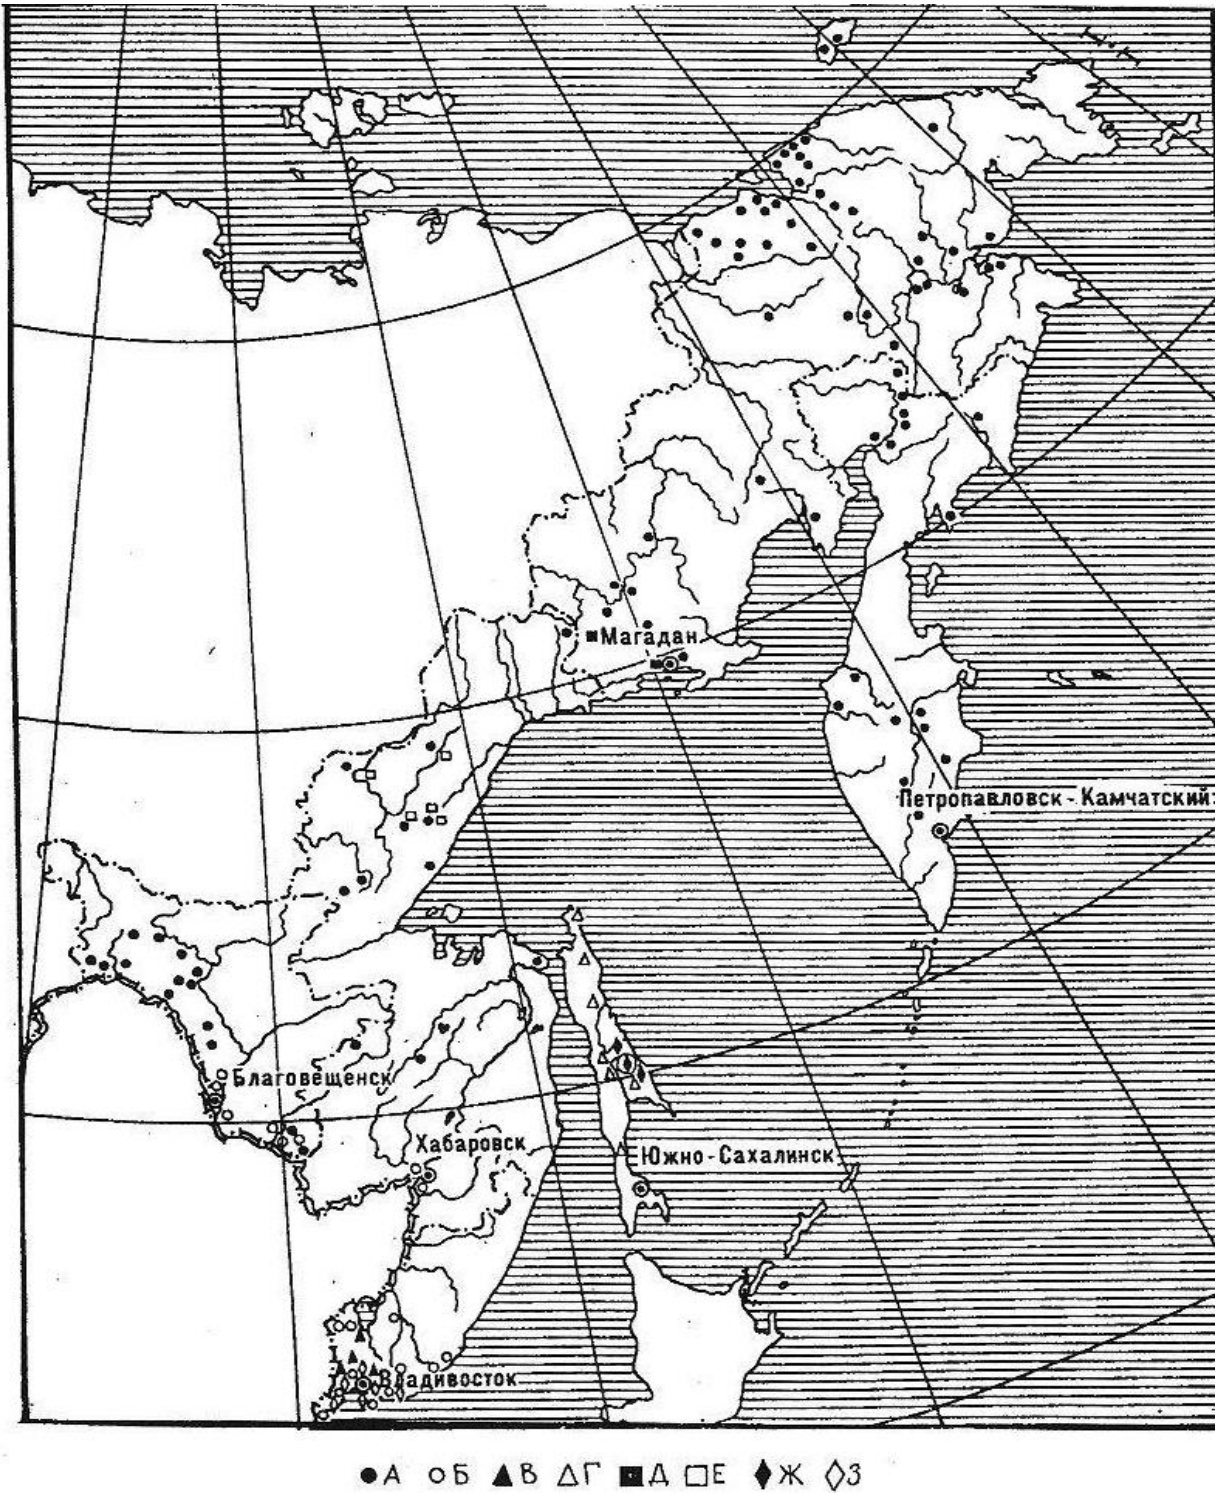 Магадан
Петропавловск-Камчатский
Благовещенск
Хабаровск
Южно-Сахалинск
Владивосток
А Б В Г Д Е Ж З